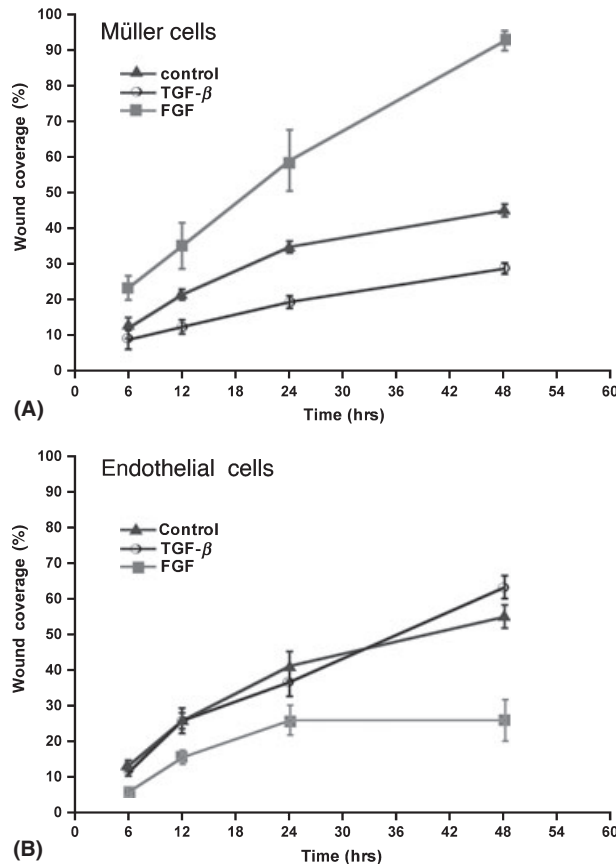 Müller cells
control
TGF-β
FGF
Wound coverage (%)
100
90
80
70
60
50
40
30
20
10
0
0 6 12 18 24 30 36 42 48 54 60
Time (hrs)
(A)
Endothelial cells
Control
TGF-β
FGF
Wound coverage (%)
100
90
80
70
60
50
40
30
20
10
0
0 6 12 18 24 30 36 42 48 54 60
Time (hrs)
(B)